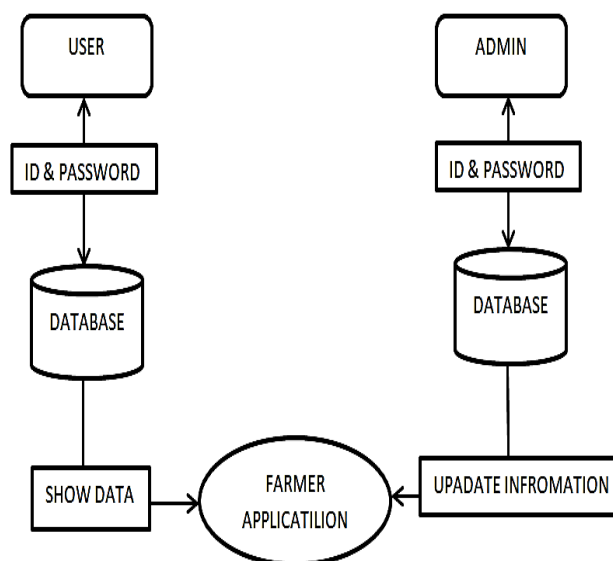 USER
ADMIN
ID & PASSWORD
ID & PASSWORD
DATABASE
DATABASE
SHOW DATA
FARMER
APPLICATILION
UPADATE INFROMATION